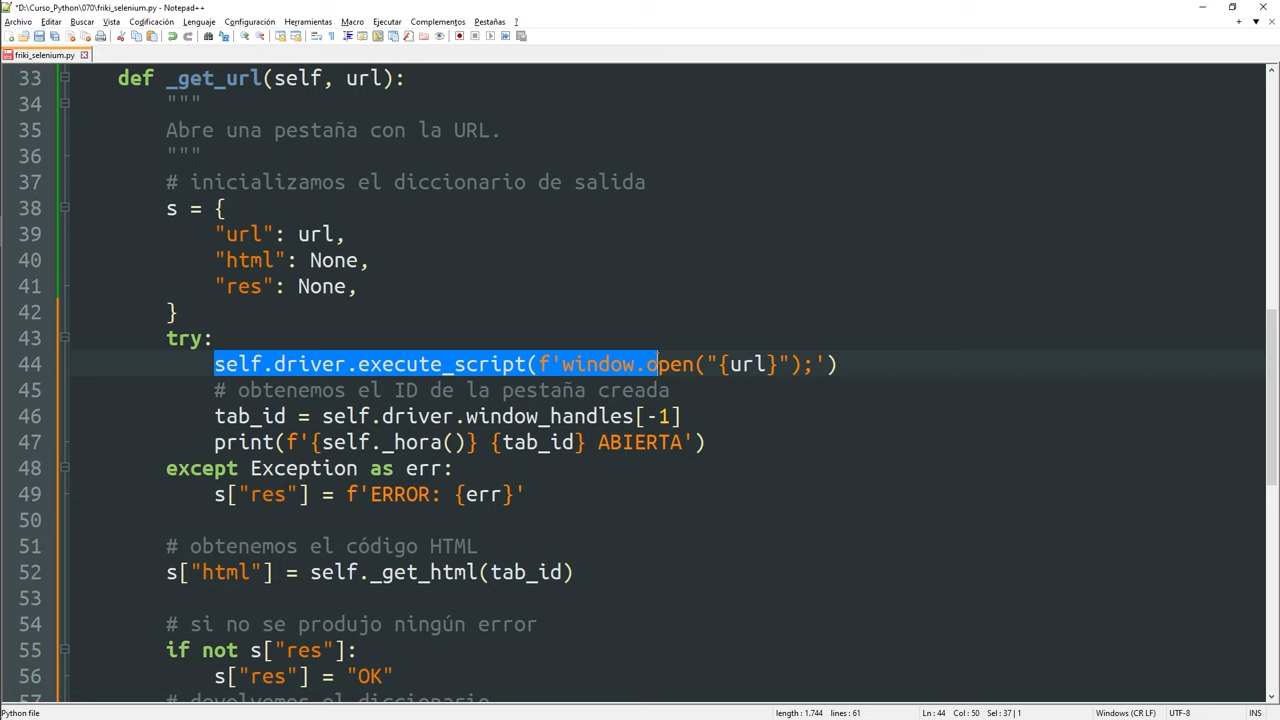 *D:\Curso_Python\070\friki_selenium.py - Notepad++
Archivo Editar Buscar Vista Codificación Lenguaje Configuración Herramientas Macro Ejecutar Complementos Pestañas ?
friki_selenium.py
33 def _get_url(self, url):
34 """
35 Abre una pestaña con la URL.
36 """
37 # inicializamos el diccionario de salida
38 s = {
39 "url": url,
40 "html": None,
41 "res": None,
42 }
43 try:
44 self.driver.execute_script(f'window.open("{url}");')
45 # obtenemos el ID de la pestaña creada
46 tab_id = self.driver.window_handles[-1]
47 print(f'{self._hora()} {tab_id} ABIERTA')
48 except Exception as err:
49 s["res"] = f'ERROR: {err}'
50
51 # obtenemos el código HTML
52 s["html"] = self._get_html(tab_id)
53
54 # si no se produjo ningún error
55 if not s["res"]:
56 s["res"] = "OK"
57 # devolvemos el diccionario
Python file length : 1.744 lines : 61 Ln : 44 Col : 50 Sel : 37 | 1 Windows (CR LF) UTF-8 INS